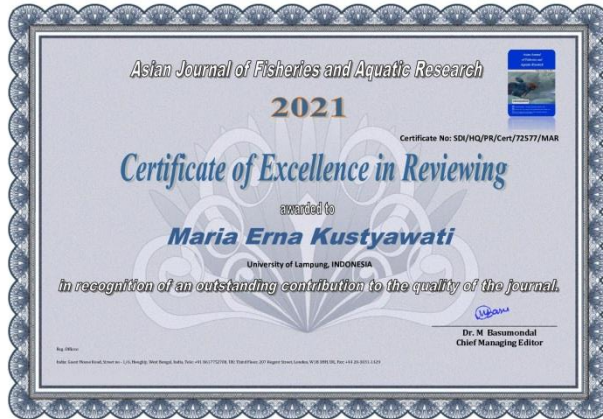 Asian Journal of Fisheries and Aquatic Research
2021
Certificate No: SDI/HQ/PR/Cert/72577/MAR
Certificate of Excellence in Reviewing
awarded to
Maria Erna Kustyawati
University of Lampung, INDONESIA
in recognition of an outstanding contribution to the quality of the journal.
Dr. M Basumondal
Chief Managing Editor